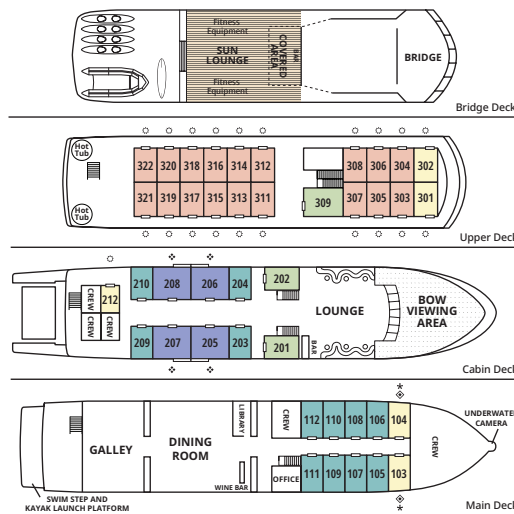 Fitness
Equipment
SUN
LOUNGE
Fitness
Equipment
BAR
COVERED
AREA
BRIDGE
Bridge Deck
Hot
Tub
322 320 318 316 314 312
321 319 317 315 313 311
Hot
Tub
308 306 304 302
309 307 305 303 301
Upper Deck
210 208 206 204 202
CREW 212
CREW CREW
209 207 205 203 201
BAR
LOUNGE
BOW
VIEWING
AREA
Cabin Deck
GALLEY
DINING
ROOM
LIBRARY
WINE BAR
CREW
OFFICE
112 110 108 106 104
111 109 107 105 103
CREW
UNDERWATER
CAMERA
SWIM STEP AND
KAYAK LAUNCH PLATFORM
Main Deck